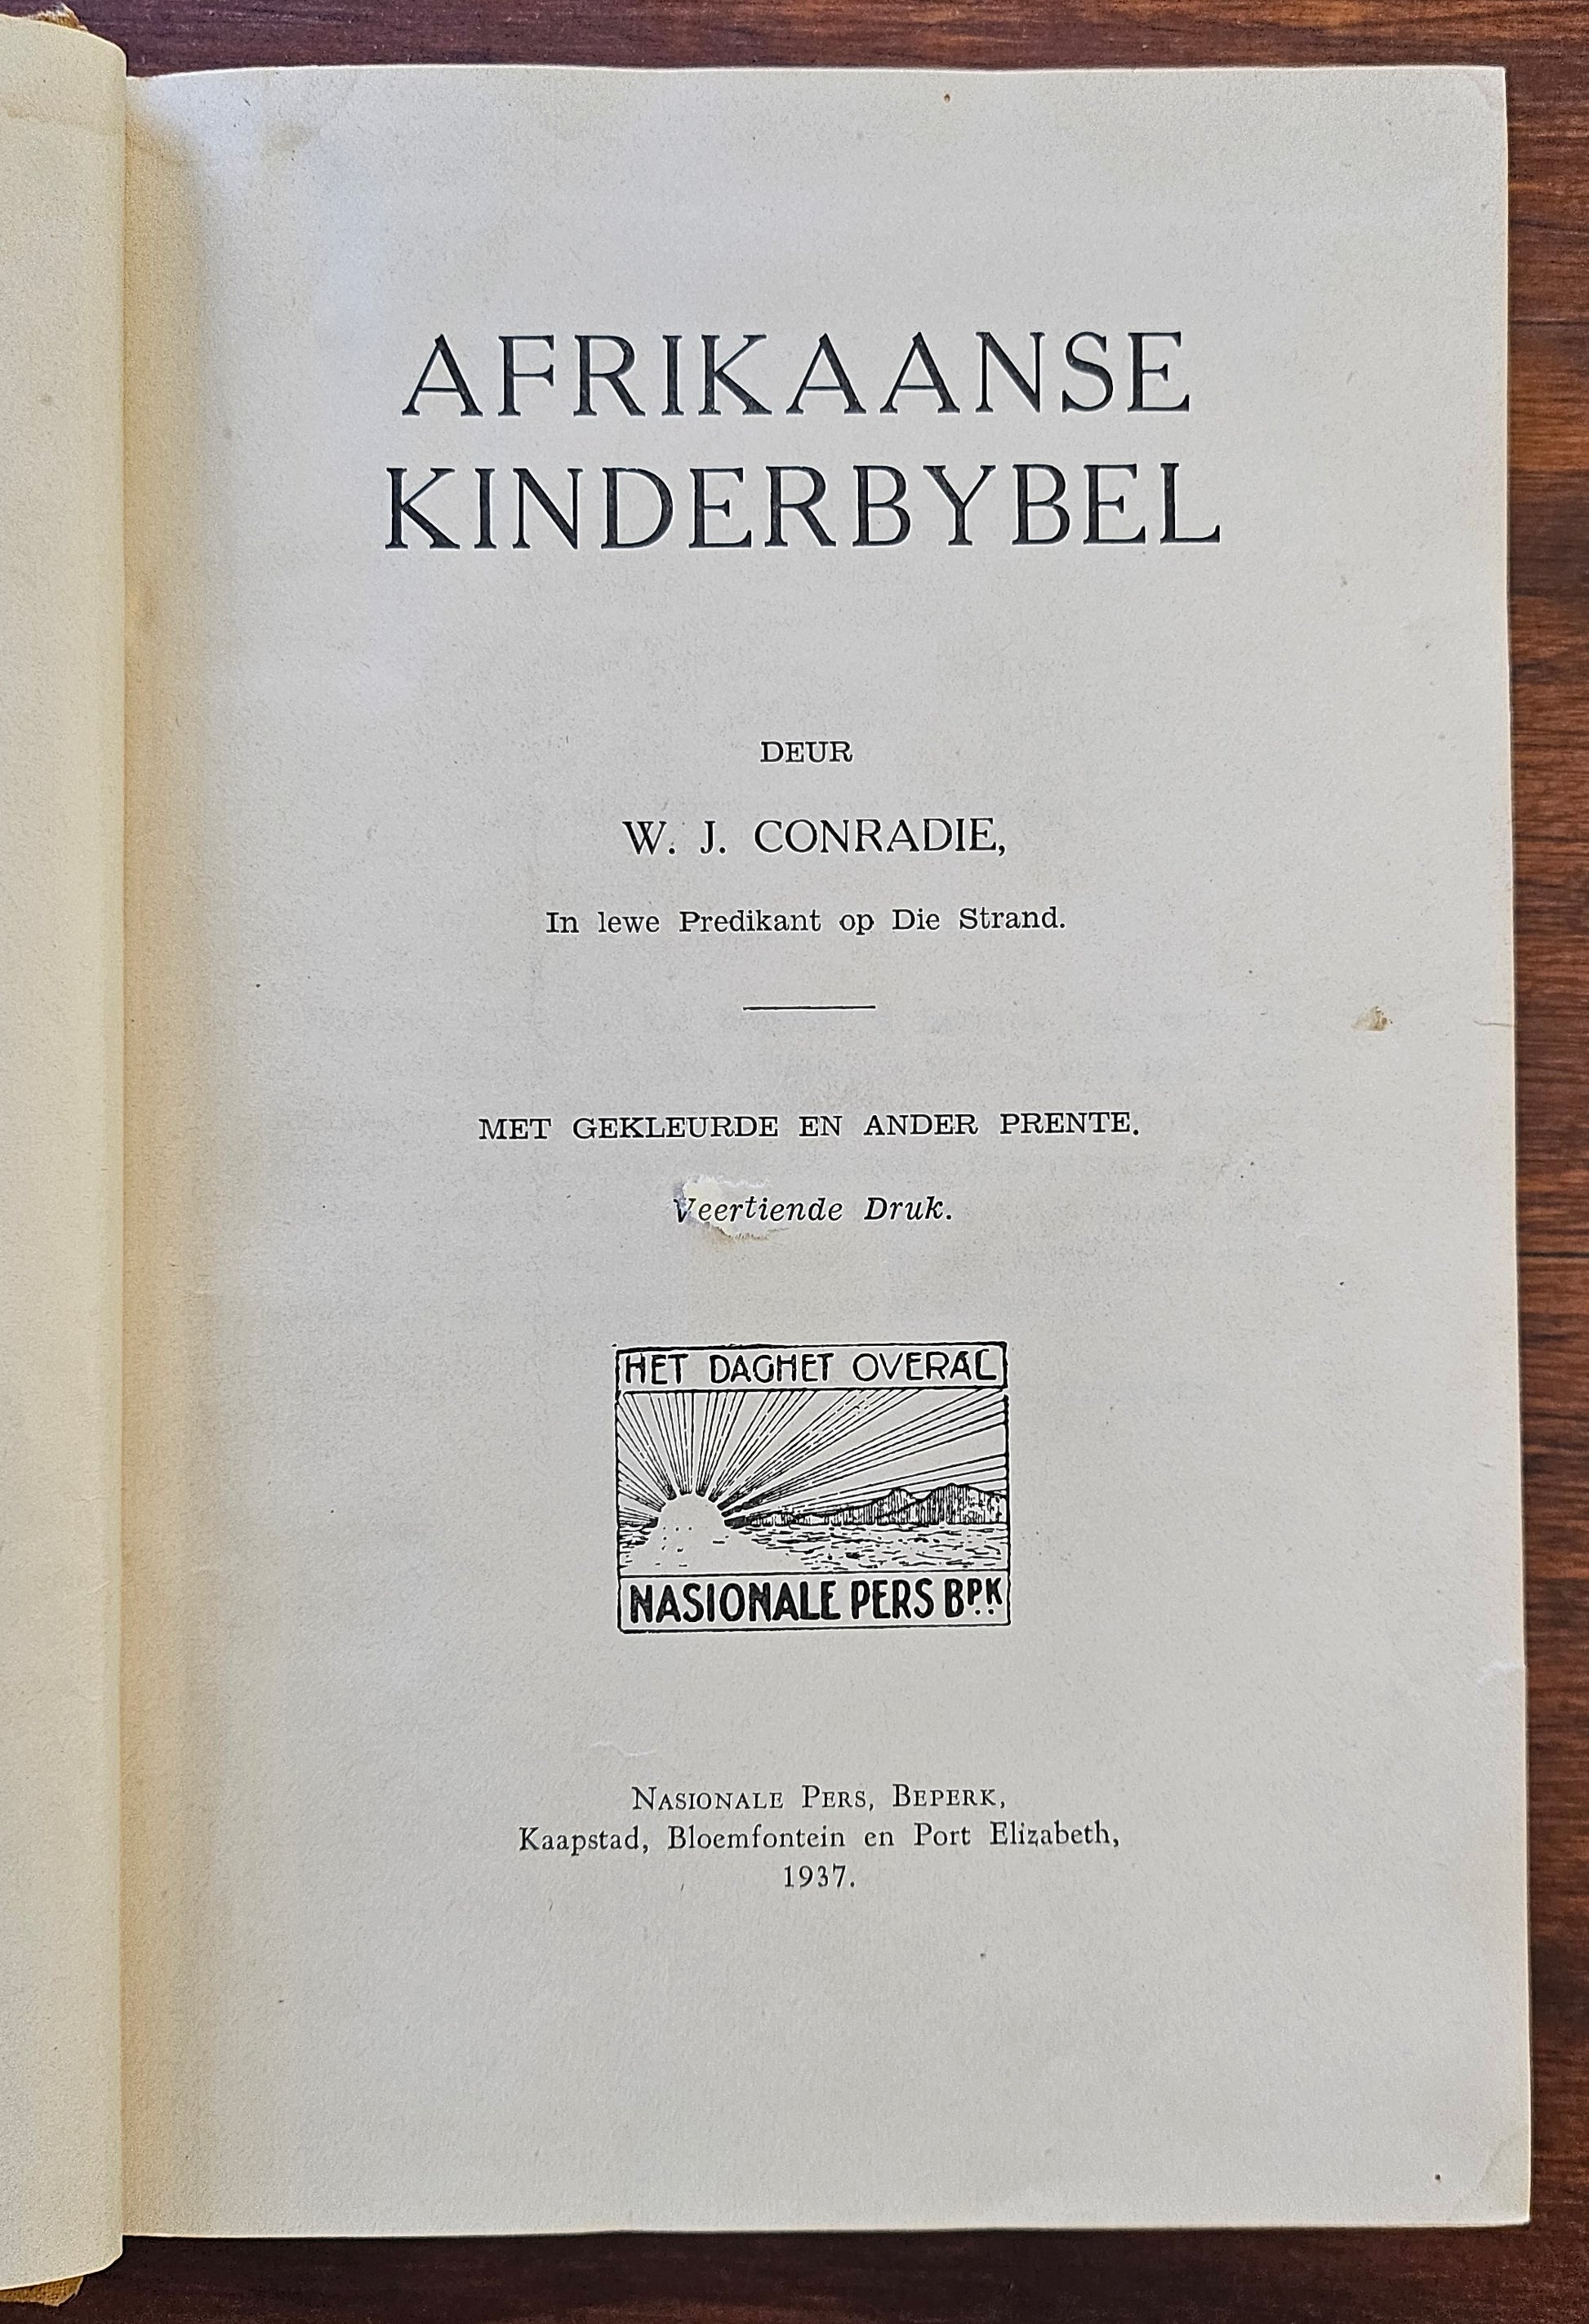 AFRIKAANSE
KINDERBYBEL
DEUR
W. J. CONRADIE,
In lewe Predikant op Die Strand.
MET GEKLEURDE EN ANDER PRENTE.
Veertiende Druk.
HET DAGHET OVERAL
NASIONALE PERS BP.K.
NASIONALE PERS, BEPERK,
Kaapstad, Bloemfontein en Port Elizabeth,
1937.